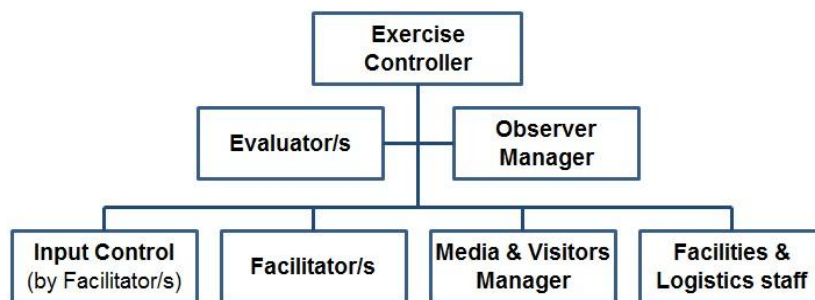 Exercise
Controller
Evaluator/s
Observer
Manager
Input Control
(by Facilitator/s)
Facilitator/s
Media & Visitors
Manager
Facilities &
Logistics staff